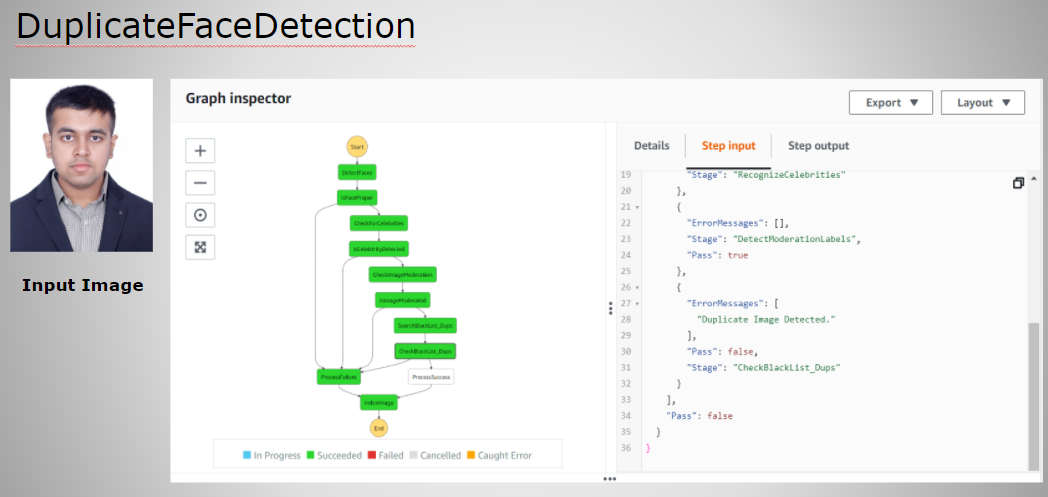 DuplicateFaceDetection
Input Image
Graph inspector
Export
Layout
Start
DetectFaces
IsFaceProper
CheckForCelebrities
IsCelebtrityDetected
CheckImageModeration
IsImageModerated
SearchBlackList_Dups
CheckBlackList_Dups
ProcessFailure
ProcessSuccess
IndexImage
End
In Progress Succeeded Failed Cancelled Caught Error
Details Step input Step output
19 "Stage": "RecognizeCelebrities"
20 },
21 {
22 "ErrorMessages": [],
23 "Stage": "DetectModerationLabels",
24 "Pass": true
25 },
26 {
27 "ErrorMessages": [
28 "Duplicate Image Detected."
29 ],
30 "Pass": false,
31 "Stage": "CheckBlackList_Dups"
32 }
33 ],
34 "Pass": false
35 }
36 }